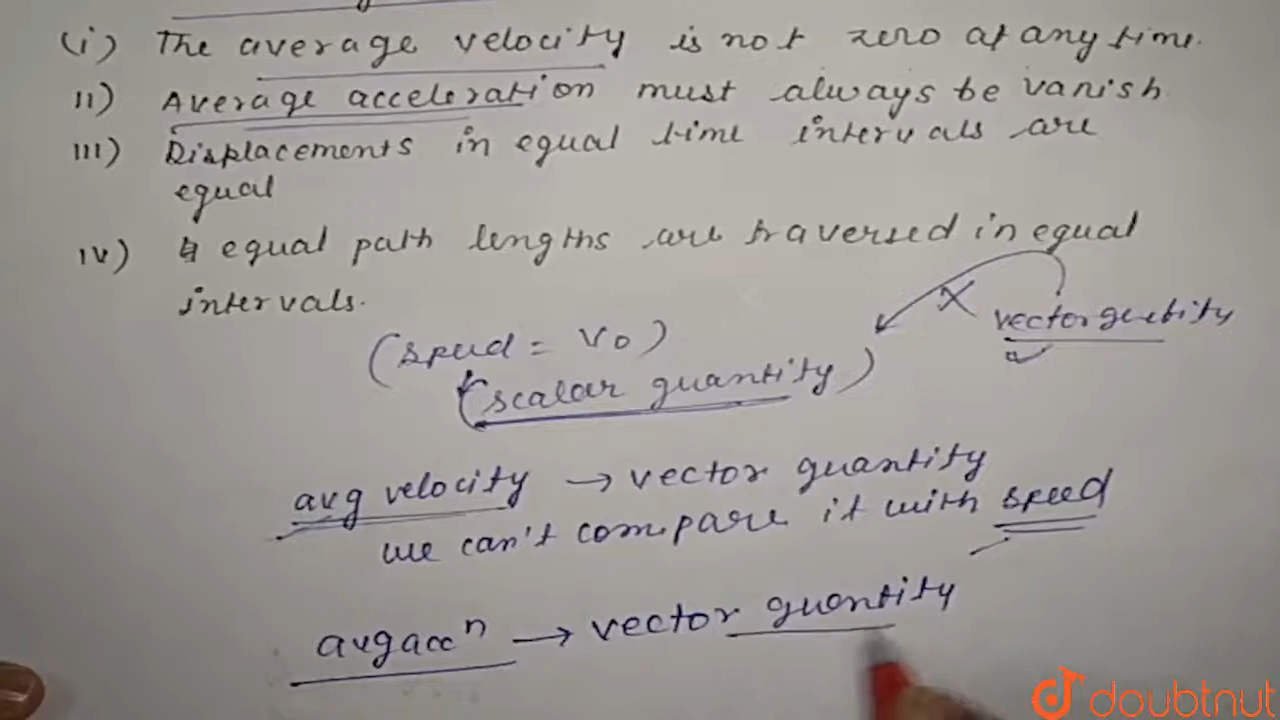 (i) The average velocity is not zero at any time.
II) Average acceleration must always be vanish
III) Displacements in equal time intervals are
equal
IV) equal path lengths are traversed in equal
intervals.
X
vector quntity
(speed = v0)
(scalar quantity)
avg velocity → vector quantity
we can't compare it with speed
avg accⁿ → vector quantity
doubtnut